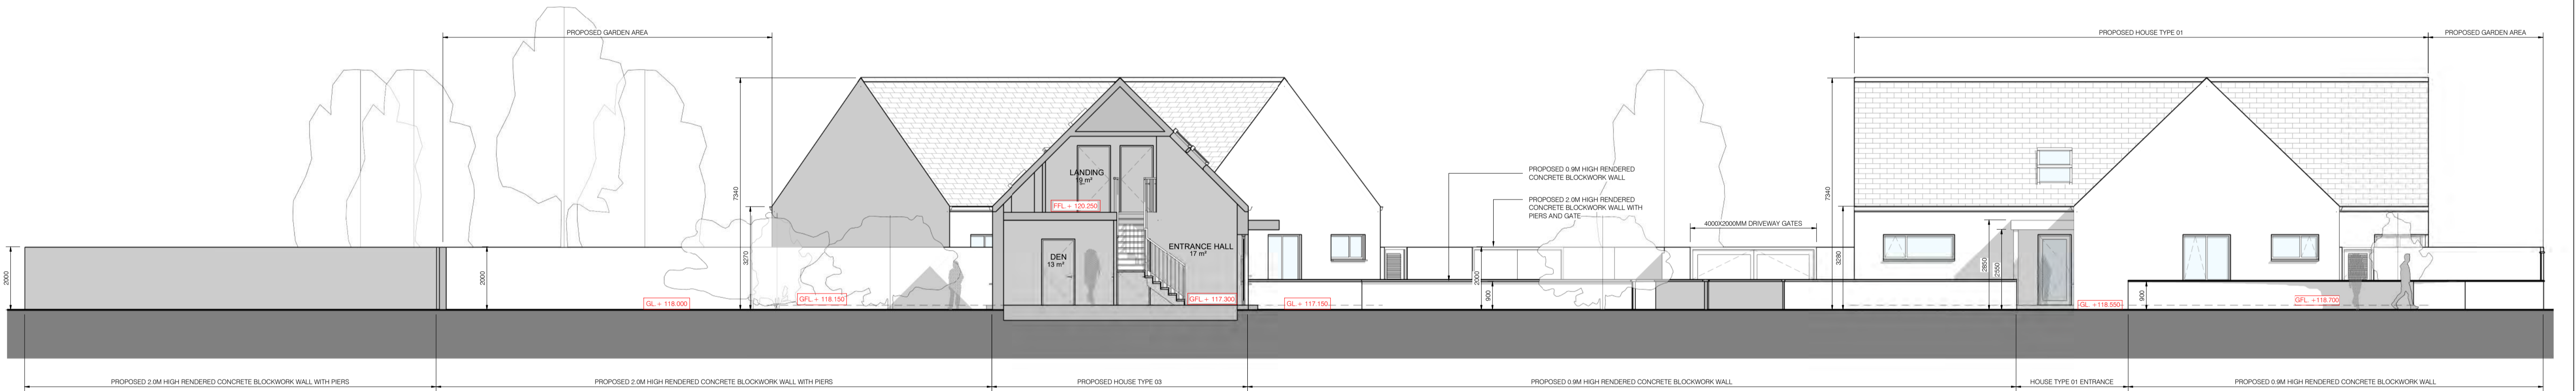 PROPOSED GARDEN AREA
PROPOSED HOUSE TYPE 01
PROPOSED GARDEN AREA
7340
3270
2000
2000
LANDING
19 m²
FFL + 120.250
DEN
13 m²
ENTRANCE HALL
17 m²
GL + 118.000
GFL + 118.150
GFL + 117.300
GL + 117.150
PROPOSED 0.9M HIGH RENDERED
CONCRETE BLOCKWORK WALL
PROPOSED 2.0M HIGH RENDERED
CONCRETE BLOCKWORK WALL WITH
PIERS AND GATE
4000X2000MM DRIVEWAY GATES
2000
900
7340
3280
2850
2550
GL +118.550
900
GFL +118.700
PROPOSED 2.0M HIGH RENDERED CONCRETE BLOCKWORK WALL WITH PIERS
PROPOSED 2.0M HIGH RENDERED CONCRETE BLOCKWORK WALL WITH PIERS
PROPOSED HOUSE TYPE 03
PROPOSED 0.9M HIGH RENDERED CONCRETE BLOCKWORK WALL
HOUSE TYPE 01 ENTRANCE
PROPOSED 0.9M HIGH RENDERED CONCRETE BLOCKWORK WALL